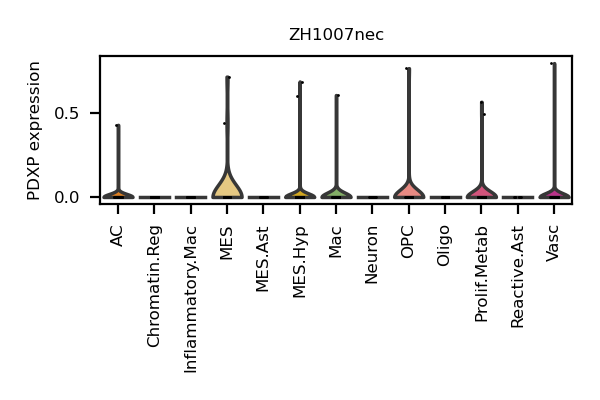 ZH1007nec
PDXP expression
0.5
0.0
AC
Chromatin.Reg
Inflammatory.Mac
MES
MES.Ast
MES.Hyp
Mac
Neuron
OPC
Oligo
Prolif.Metab
Reactive.Ast
Vasc